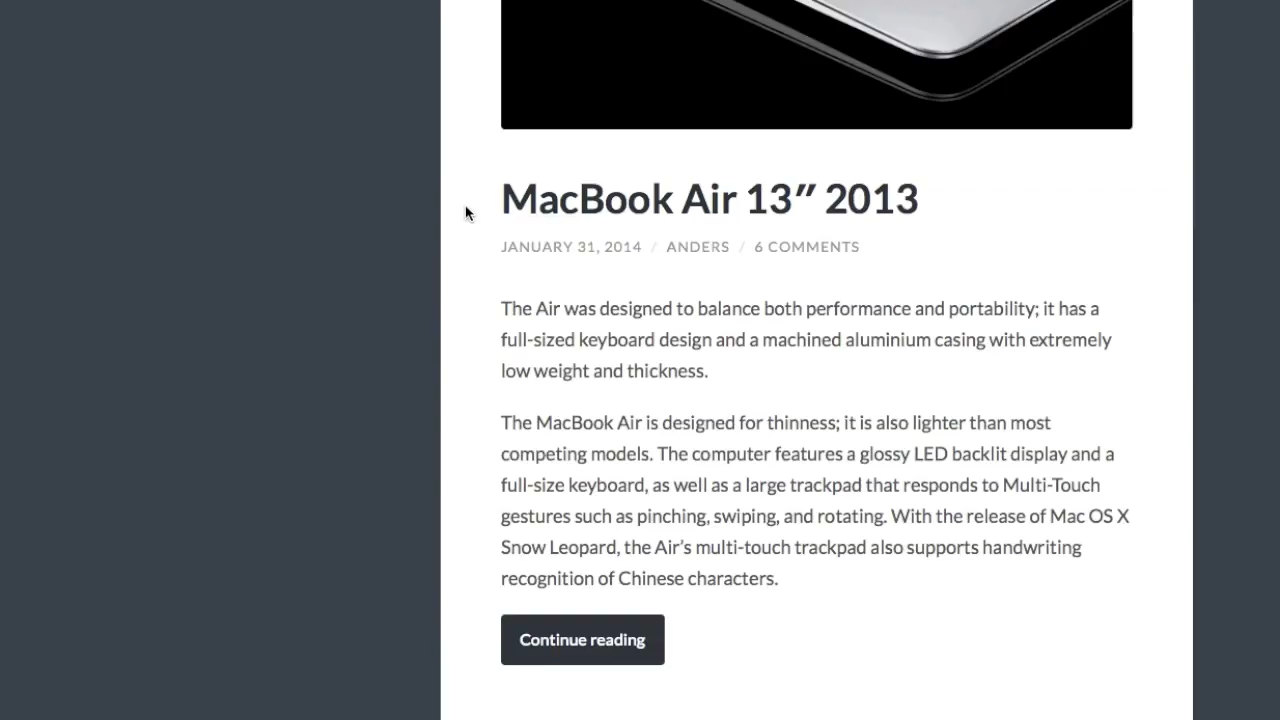 MacBook Air 13″ 2013
JANUARY 31, 2014 / ANDERS / 6 COMMENTS
The Air was designed to balance both performance and portability; it has a
full-sized keyboard design and a machined aluminium casing with extremely
low weight and thickness.
The MacBook Air is designed for thinness; it is also lighter than most
competing models. The computer features a glossy LED backlit display and a
full-size keyboard, as well as a large trackpad that responds to Multi-Touch
gestures such as pinching, swiping, and rotating. With the release of Mac OS X
Snow Leopard, the Air’s multi-touch trackpad also supports handwriting
recognition of Chinese characters.
Continue reading